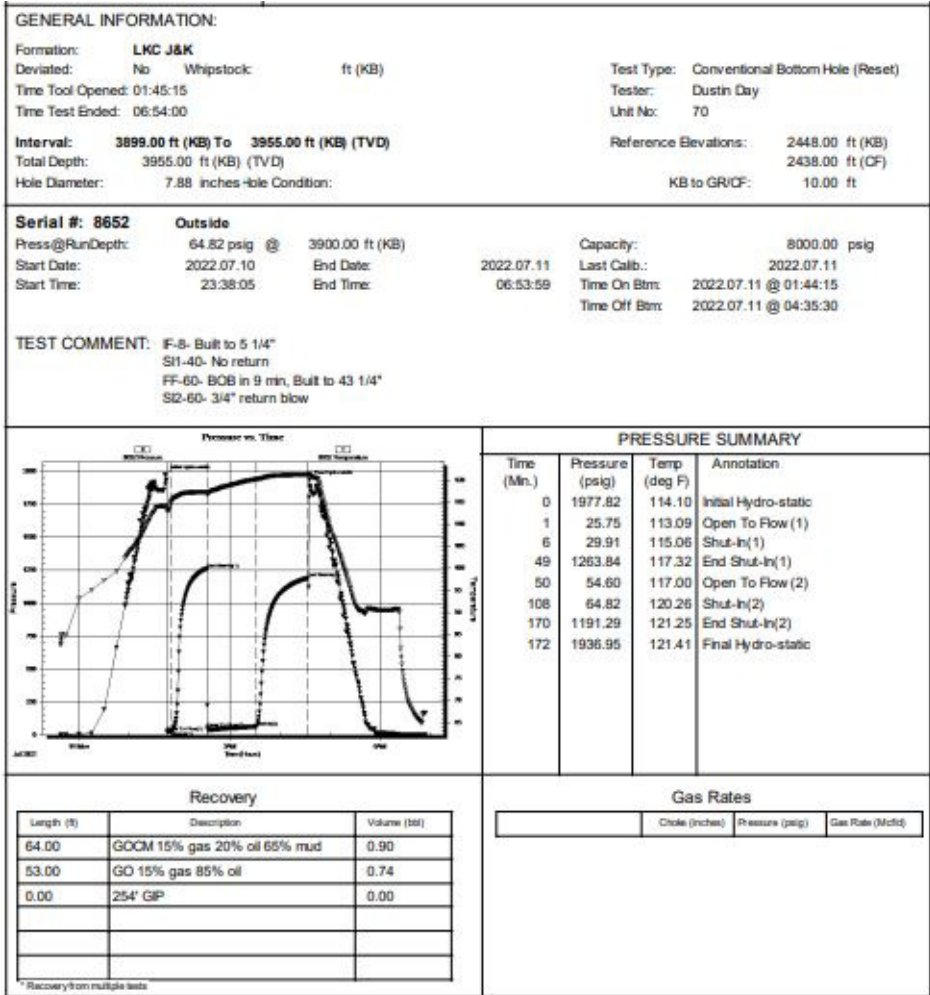 GENERAL INFORMATION:
Formation: LKC J&K
Deviated: No Whipstock: ft (KB) Test Type: Conventional Bottom Hole (Reset)
Time Tool Opened: 01:45:15 Tester: Dustin Day
Time Test Ended: 06:54:00 Unit No: 70
Interval: 3899.00 ft (KB) To 3955.00 ft (KB) (TVD) Reference Elevations: 2448.00 ft (KB)
Total Depth: 3955.00 ft (KB) (TVD) 2438.00 ft (CF)
Hole Diameter: 7.88 inches Hole Condition: KB to GR/CF: 10.00 ft
Serial #: 8652 Outside
Press@RunDepth: 64.82 psig @ 3900.00 ft (KB) Capacity: 8000.00 psig
Start Date: 2022.07.10 End Date: 2022.07.11 Last Calib.: 2022.07.11
Start Time: 23:38:05 End Time: 06:53:59 Time On Btm: 2022.07.11 @ 01:44:15
Time Off Btm: 2022.07.11 @ 04:35:30
TEST COMMENT: IF-8- Built to 5 1/4"
SI1-40- No return
FF-60- BOB in 9 min, Built to 43 1/4"
SI2-60- 3/4" return blow
Pressure vs. Time
Pressure
Temperature
PRESSURE SUMMARY
Time (Min.) Pressure (psig) Temp (deg F) Annotation
0 1977.82 114.10 Initial Hydro-static
1 25.75 113.09 Open To Flow (1)
6 29.91 115.06 Shut-In(1)
49 1263.84 117.32 End Shut-In(1)
50 54.60 117.00 Open To Flow (2)
108 64.82 120.26 Shut-In(2)
170 1191.29 121.25 End Shut-In(2)
172 1936.95 121.41 Final Hydro-static
Recovery
Length (ft) Description Volume (bbl)
64.00 GOCM 15% gas 20% oil 65% mud 0.90
53.00 GO 15% gas 85% oil 0.74
0.00 254' GIP 0.00
* Recovery from multiple tests
Gas Rates
Choke (inches) Pressure (psig) Gas Rate (Mcf/d)